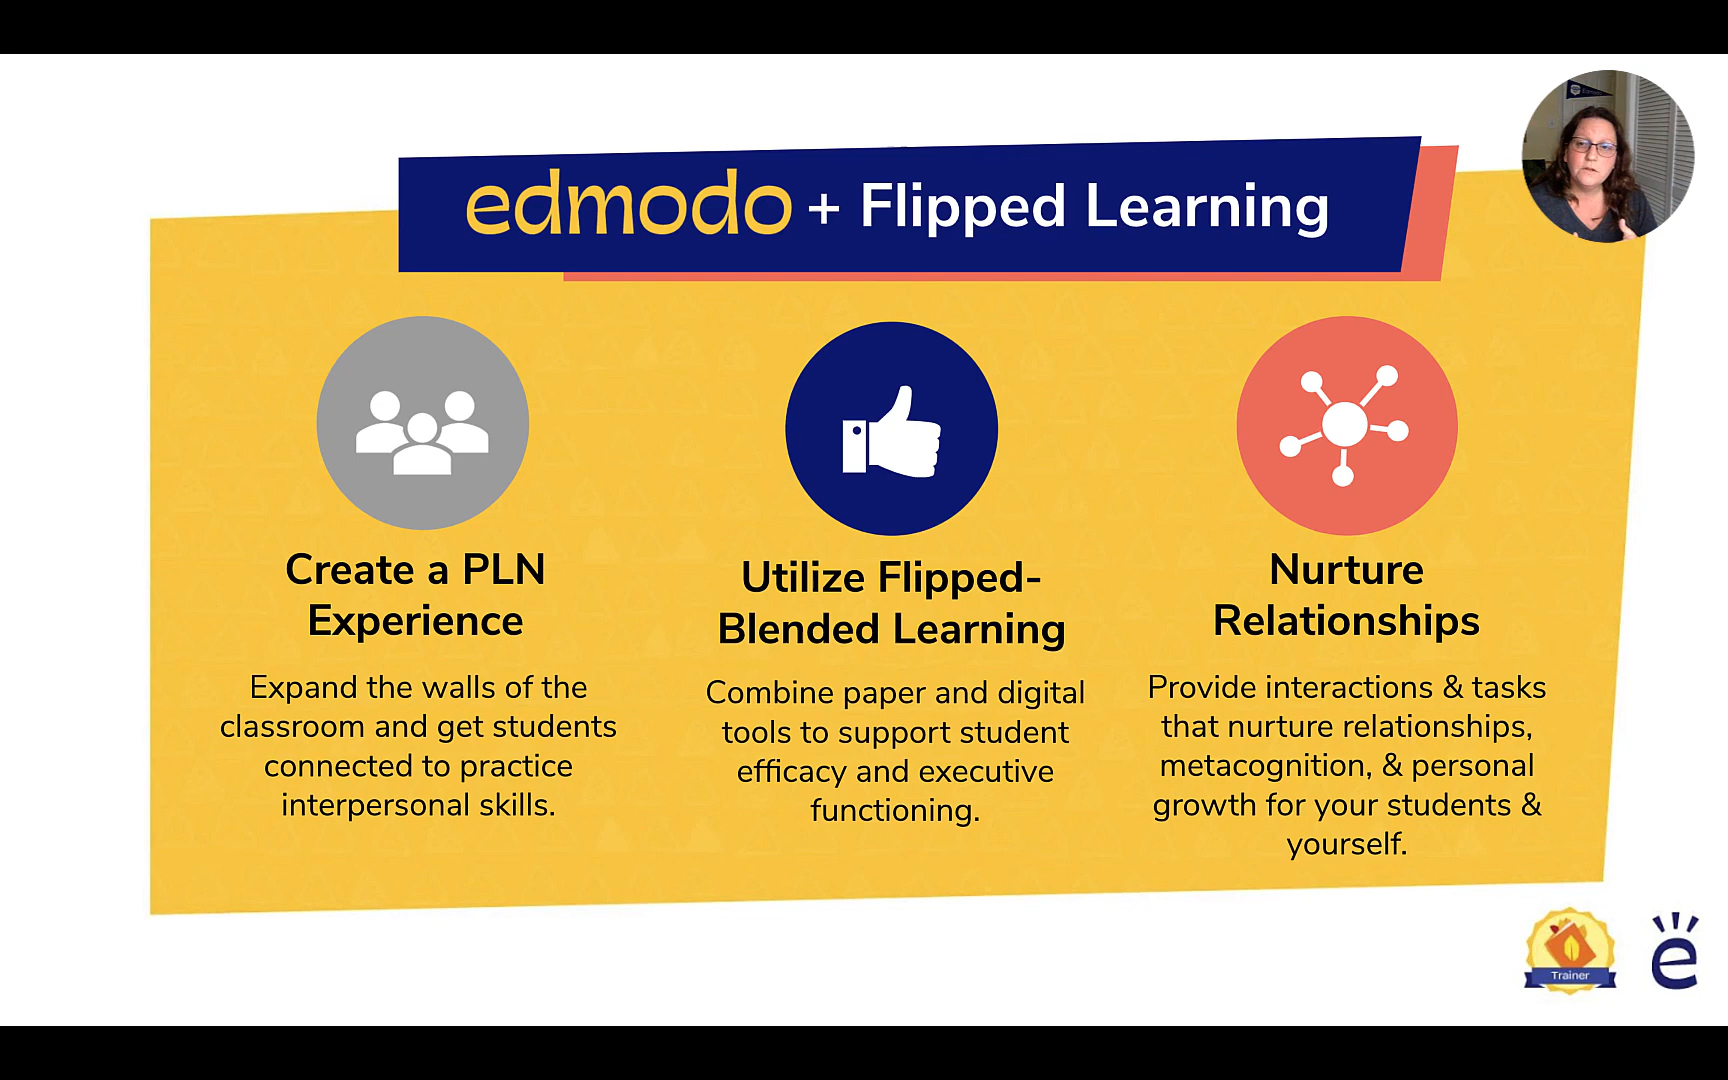 edmodo + Flipped Learning
Create a PLN
Experience
Expand the walls of the
classroom and get students
connected to practice
interpersonal skills.
Utilize Flipped-
Blended Learning
Combine paper and digital
tools to support student
efficacy and executive
functioning.
Nurture
Relationships
Provide interactions & tasks
that nurture relationships,
metacognition, & personal
growth for your students &
yourself.
Trainer
e